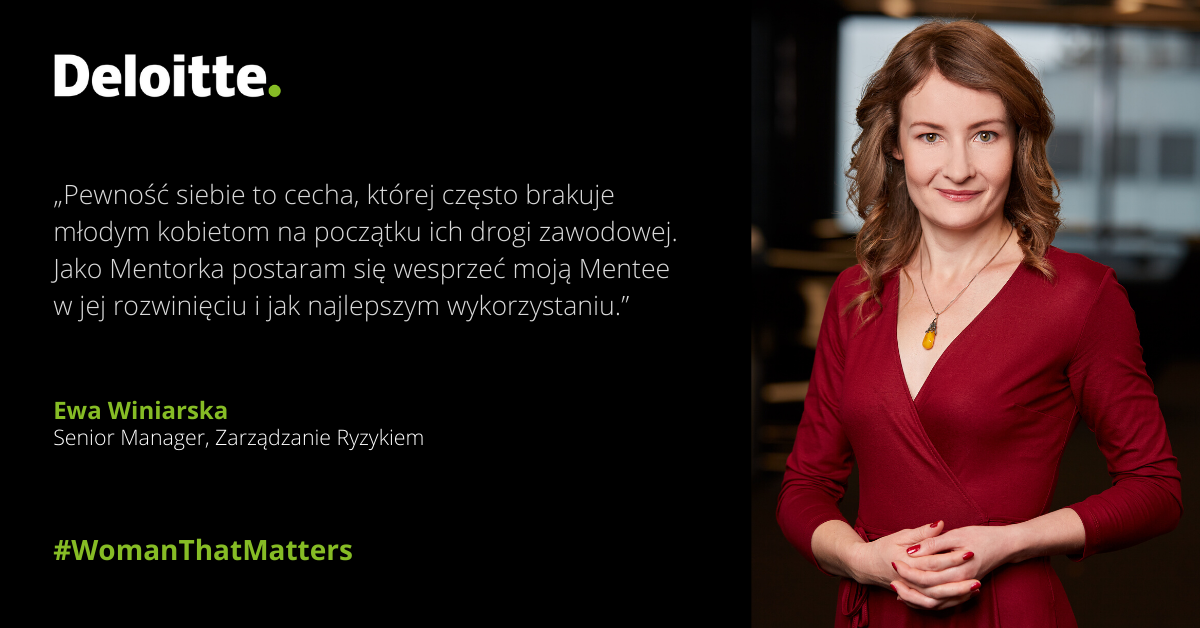 Deloitte.
„Pewność siebie to cecha, której często brakuje
młodym kobietom na początku ich drogi zawodowej.
Jako Mentorka postaram się wesprzeć moją Mentee
w jej rozwinięciu i jak najlepszym wykorzystaniu.”
Ewa Winiarska
Senior Manager, Zarządzanie Ryzykiem
#WomanThatMatters